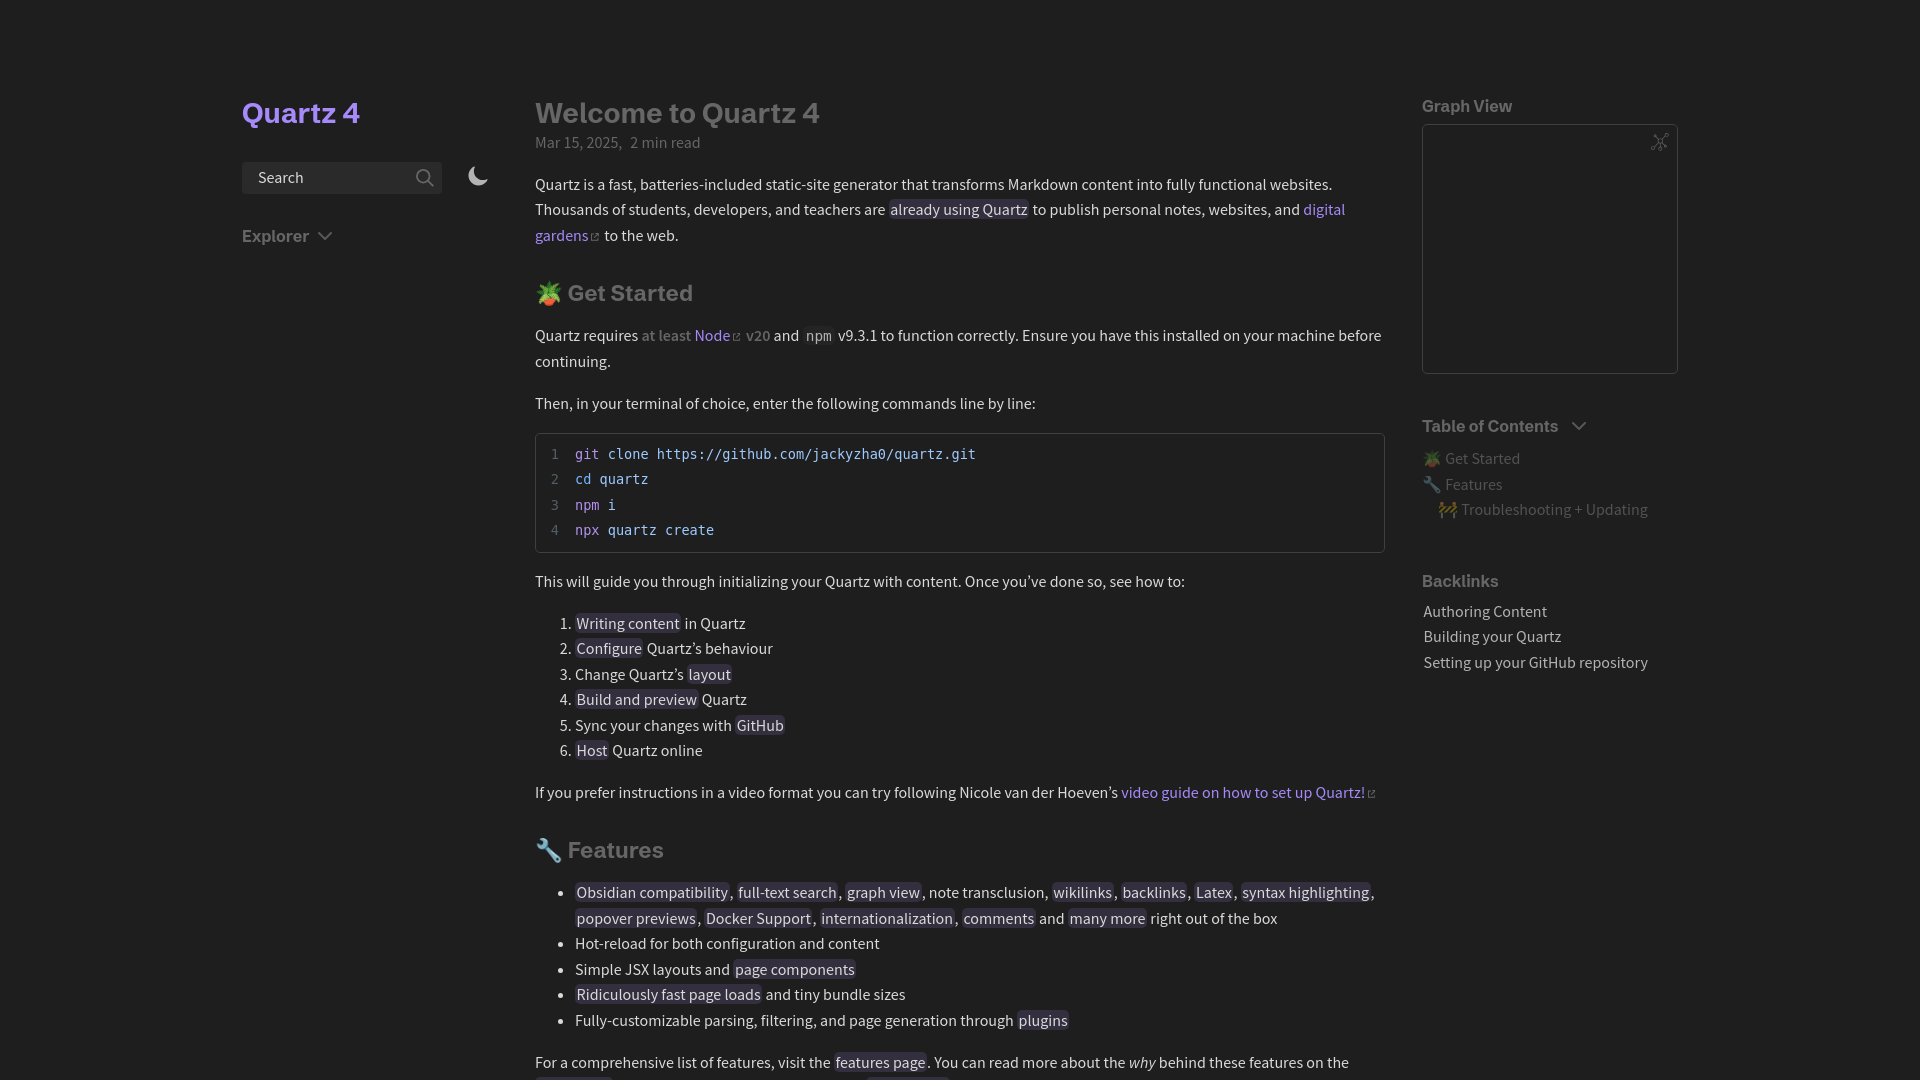 Quartz 4
Search
Explorer
Welcome to Quartz 4
Mar 15, 2025, 2 min read
Quartz is a fast, batteries-included static-site generator that transforms Markdown content into fully functional websites.
Thousands of students, developers, and teachers are already using Quartz to publish personal notes, websites, and digital
gardens to the web.
🪴 Get Started
Quartz requires at least Node v20 and npm v9.3.1 to function correctly. Ensure you have this installed on your machine before
continuing.
Then, in your terminal of choice, enter the following commands line by line:
1 git clone https://github.com/jackyzha0/quartz.git
2 cd quartz
3 npm i
4 npx quartz create
This will guide you through initializing your Quartz with content. Once you’ve done so, see how to:
1. Writing content in Quartz
2. Configure Quartz’s behaviour
3. Change Quartz’s layout
4. Build and preview Quartz
5. Sync your changes with GitHub
6. Host Quartz online
If you prefer instructions in a video format you can try following Nicole van der Hoeven’s video guide on how to set up Quartz!
🔧 Features
• Obsidian compatibility, full-text search, graph view, note transclusion, wikilinks, backlinks, Latex, syntax highlighting,
popover previews, Docker Support, internationalization, comments and many more right out of the box
• Hot-reload for both configuration and content
• Simple JSX layouts and page components
• Ridiculously fast page loads and tiny bundle sizes
• Fully-customizable parsing, filtering, and page generation through plugins
For a comprehensive list of features, visit the features page. You can read more about the why behind these features on the
Graph View
Table of Contents
🪴 Get Started
🔧 Features
🚧 Troubleshooting + Updating
Backlinks
Authoring Content
Building your Quartz
Setting up your GitHub repository